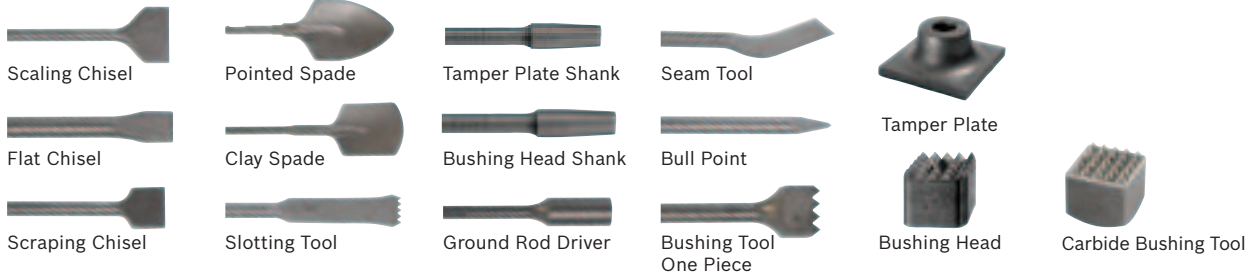 Scaling Chisel
Pointed Spade
Tamper Plate Shank
Seam Tool
Tamper Plate
Flat Chisel
Clay Spade
Bushing Head Shank
Bull Point
Scraping Chisel
Slotting Tool
Ground Rod Driver
Bushing Tool
One Piece
Bushing Head
Carbide Bushing Tool